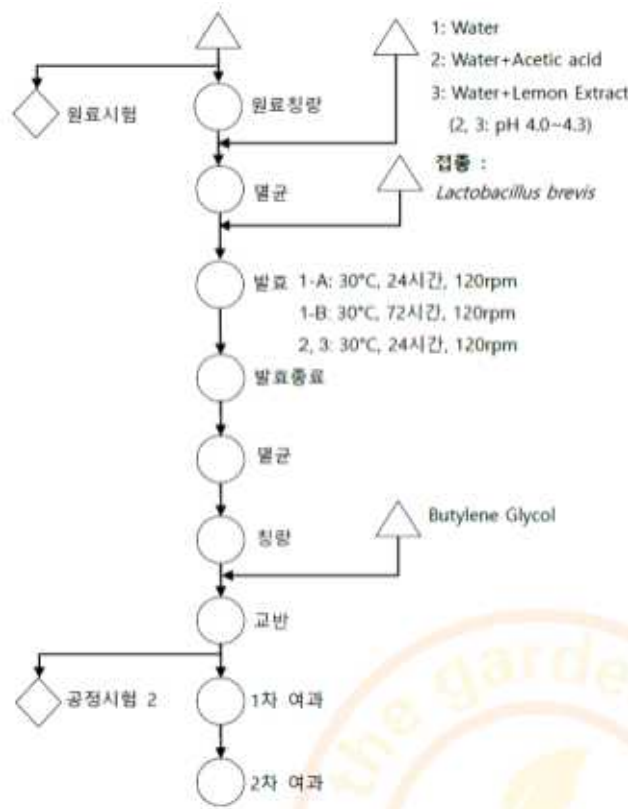 1: Water
2: Water+Acetic acid
3: Water+Lemon Extract
(2, 3: pH 4.0~4.3)
원료시험
원료칭량
접종 :
Lactobacillus brevis
멸균
발효 1-A: 30°C, 24시간, 120rpm
1-B: 30°C, 72시간, 120rpm
2, 3: 30°C, 24시간, 120rpm
발효종료
멸균
칭량
Butylene Glycol
교반
공정시험 2
1차 여과
2차 여과
the garde